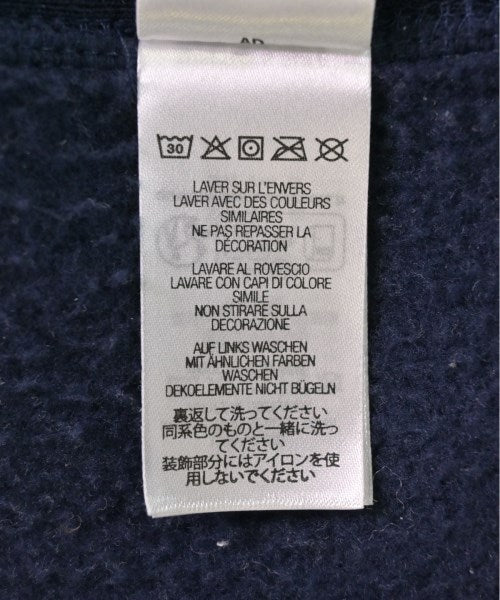 AD
30
LAVER SUR L'ENVERS
LAVER AVEC DES COULEURS
SIMILAIRES
NE PAS REPASSER LA
DÉCORATION
LAVARE AL ROVESCIO
LAVARE CON CAPI DI COLORE
SIMILE
NON STIRARE SULLA
DECORAZIONE
AUF LINKS WASCHEN
MIT ÄHNLICHEN FARBEN
WASCHEN
DEKOELEMENTE NICHT BÜGELN
裏返して洗ってください
同系色のものと一緒に洗っ
てください
装飾部分にはアイロンを使
用しないでください